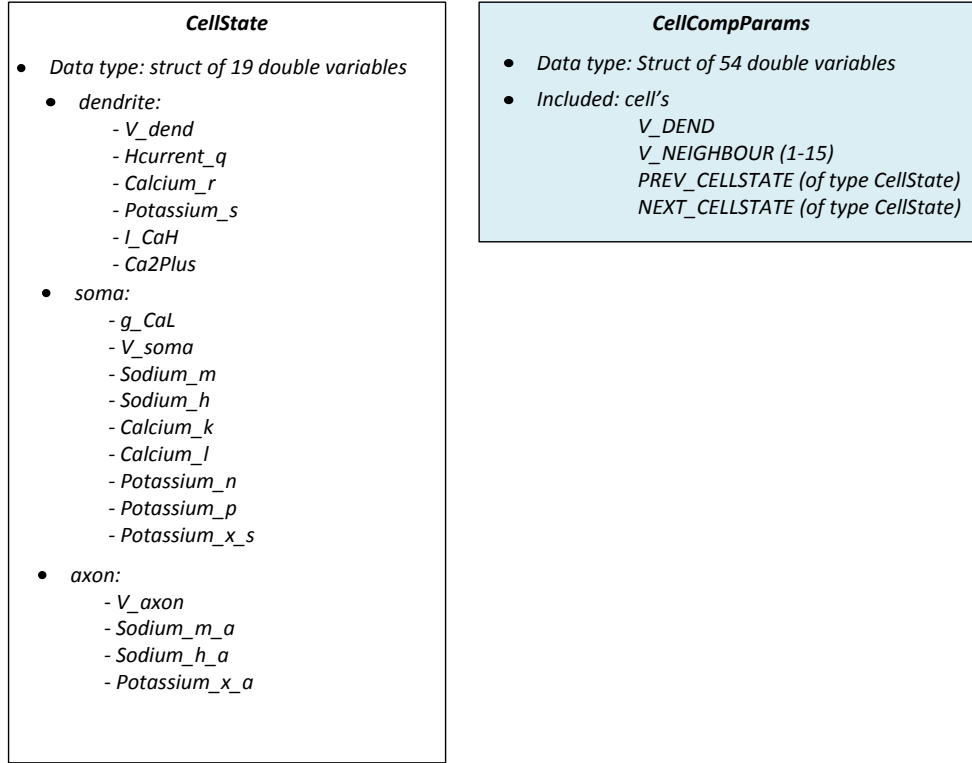 CellState
• Data type: struct of 19 double variables
• dendrite:
- V_dend
- Hcurrent_q
- Calcium_r
- Potassium_s
- I_CaH
- Ca2Plus
• soma:
- g_CaL
- V_soma
- Sodium_m
- Sodium_h
- Calcium_k
- Calcium_l
- Potassium_n
- Potassium_p
- Potassium_x_s
• axon:
- V_axon
- Sodium_m_a
- Sodium_h_a
- Potassium_x_a
CellCompParams
• Data type: Struct of 54 double variables
• Included: cell's
V_DEND
V_NEIGHBOUR (1-15)
PREV_CELLSTATE (of type CellState)
NEXT_CELLSTATE (of type CellState)